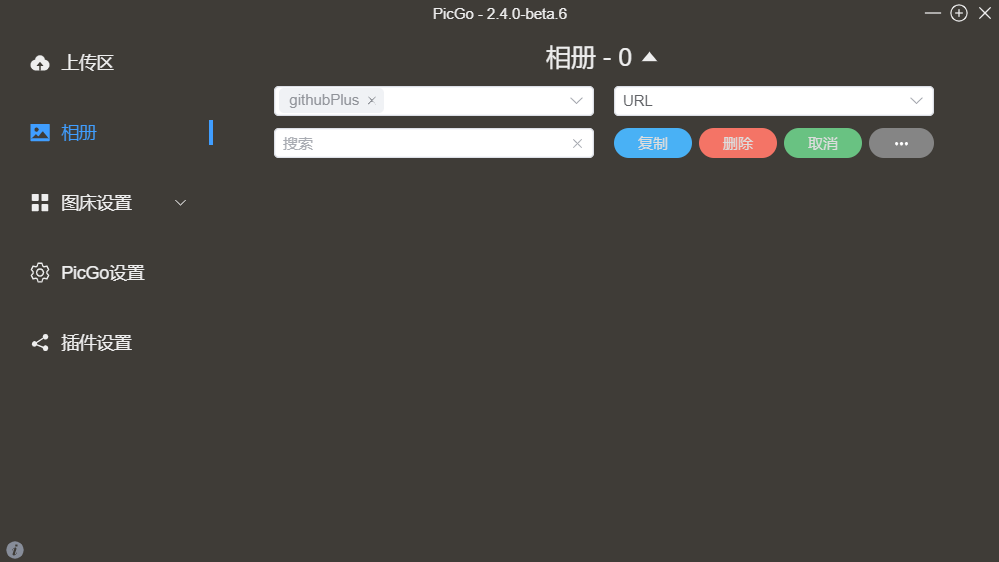 PicGo - 2.4.0-beta.6
上传区
相册
图床设置
PicGo设置
插件设置
相册 - 0
githubPlus
URL
搜索
复制
删除
取消
•••